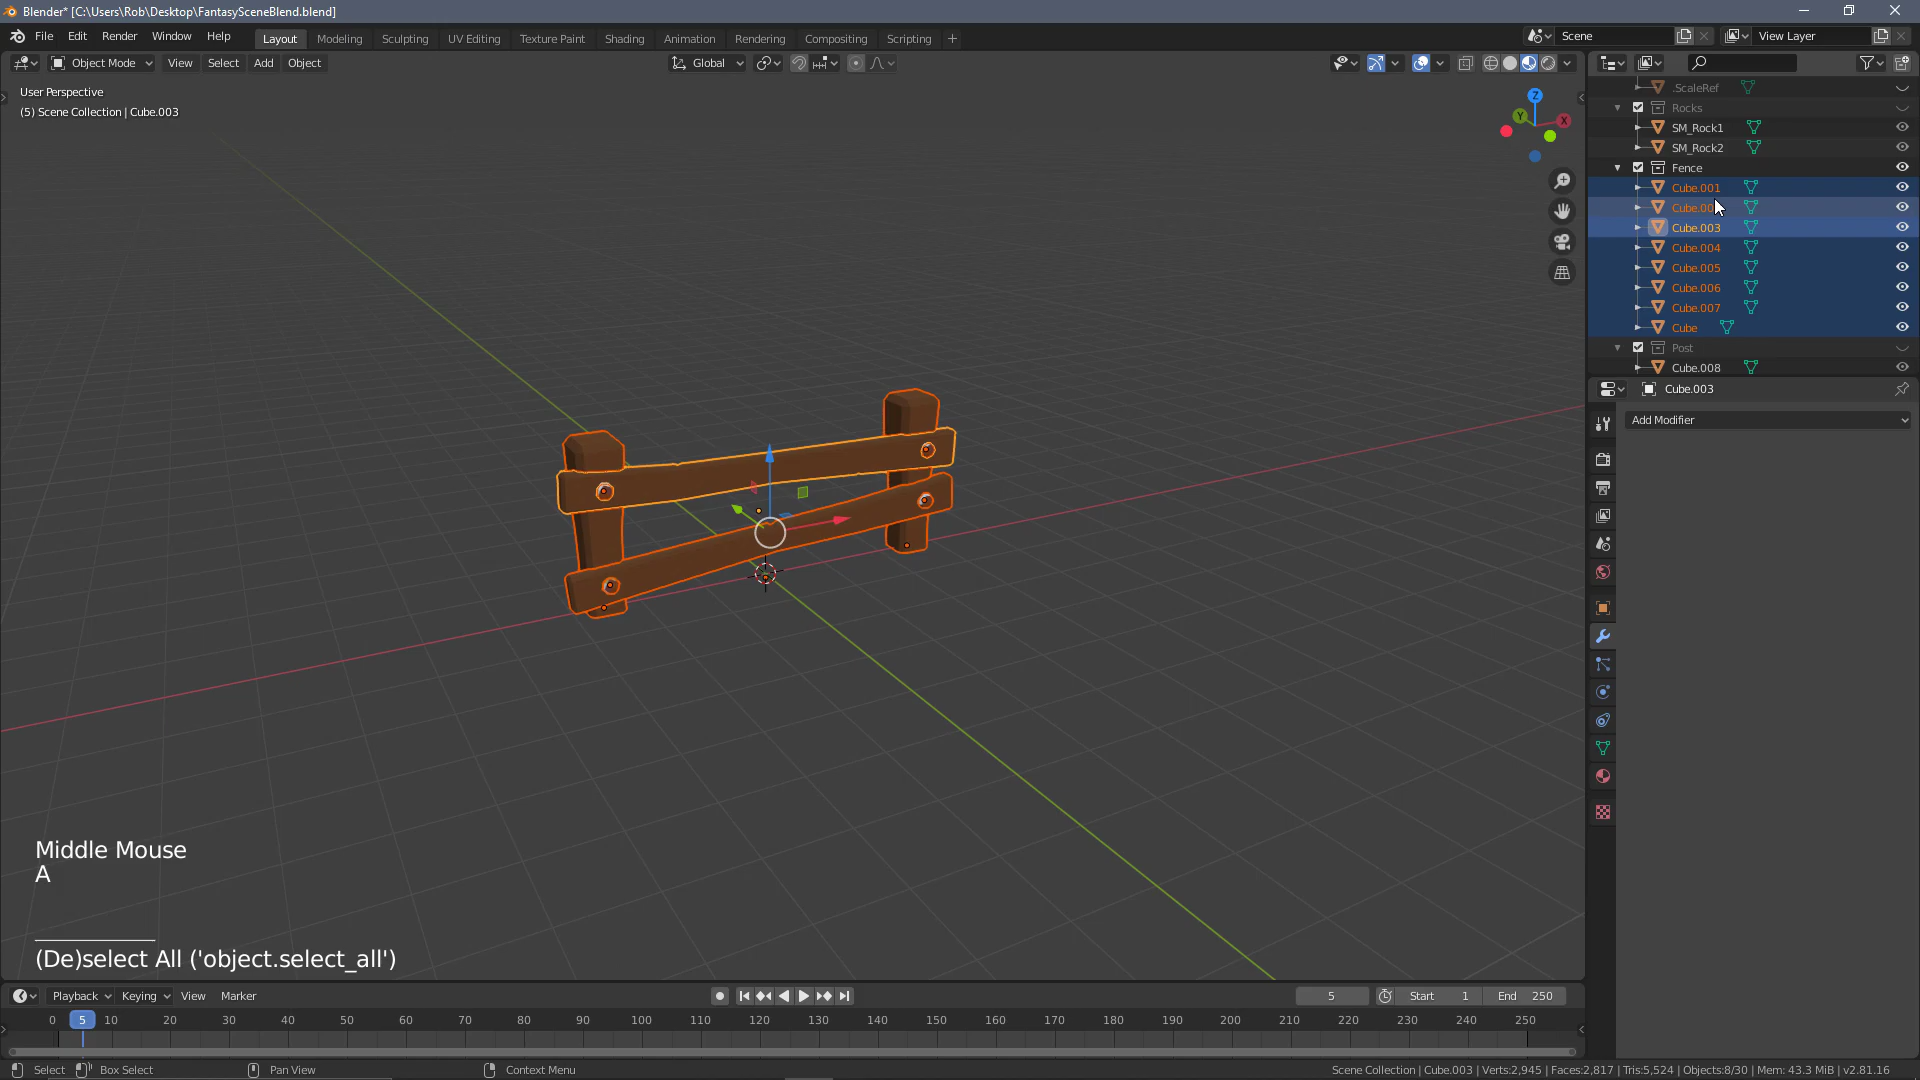 Blender* [C:\Users\Rob\Desktop\FantasySceneBlend.blend]
File Edit Render Window Help Layout Modeling Sculpting UV Editing Texture Paint Shading Animation Rendering Compositing Scripting + Scene View Layer
Object Mode View Select Add Object Global
User Perspective
(5) Scene Collection | Cube.003
Z
Y
X
.ScaleRef
Rocks
SM_Rock1
SM_Rock2
Fence
Cube.001
Cube.00
Cube.003
Cube.004
Cube.005
Cube.006
Cube.007
Cube
Post
Cube.008
Cube.003
Add Modifier
Middle Mouse
A
(De)select All ('object.select_all')
Playback Keying View Marker 5 Start 1 End 250
0 5 10 20 30 40 50 60 70 80 90 100 110 120 130 140 150 160 170 180 190 200 210 220 230 240 250
Select Box Select Pan View Context Menu Scene Collection | Cube.003 | Verts:2,945 | Faces:2,817 | Tris:5,524 | Objects:8/30 | Mem: 43.3 MiB | v2.81.16